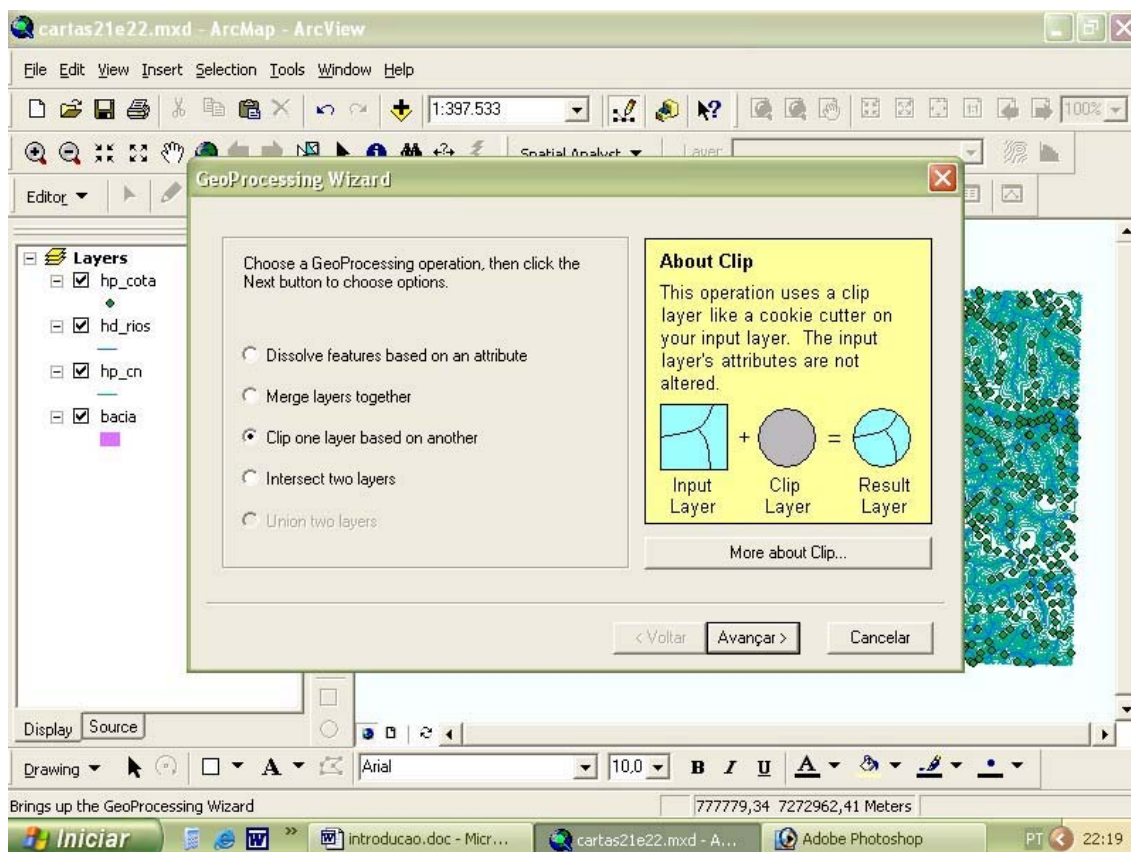 cartas21e22.mxd - ArcMap - ArcView
File Edit View Insert Selection Tools Window Help
1:397.533 1:1 100%
Spatial Analyst Layer
Editor
GeoProcessing Wizard
Layers
hp_cota
hd_rios
hp_cn
bacia
Choose a GeoProcessing operation, then click the
Next button to choose options.
Dissolve features based on an attribute
Merge layers together
Clip one layer based on another
Intersect two layers
Union two layers
About Clip
This operation uses a clip
layer like a cookie cutter on
your input layer. The input
layer's attributes are not
altered.
+ =
Input Clip Result
Layer Layer Layer
More about Clip...
< Voltar Avançar > Cancelar
Display Source
Drawing A Arial 10,0 B I U A
Brings up the GeoProcessing Wizard 777779,34 7272962,41 Meters
Iniciar W » introducao.doc - Micr... cartas21e22.mxd - A... Adobe Photoshop PT 22:19